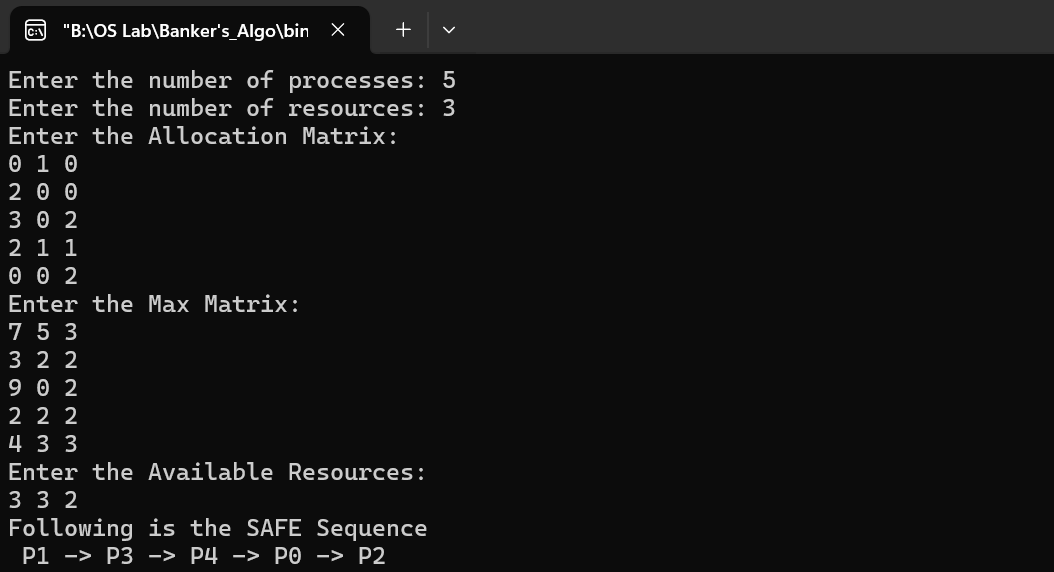 "B:\OS Lab\Banker's_Algo\bin
Enter the number of processes: 5
Enter the number of resources: 3
Enter the Allocation Matrix:
0 1 0
2 0 0
3 0 2
2 1 1
0 0 2
Enter the Max Matrix:
7 5 3
3 2 2
9 0 2
2 2 2
4 3 3
Enter the Available Resources:
3 3 2
Following is the SAFE Sequence
 P1 -> P3 -> P4 -> P0 -> P2